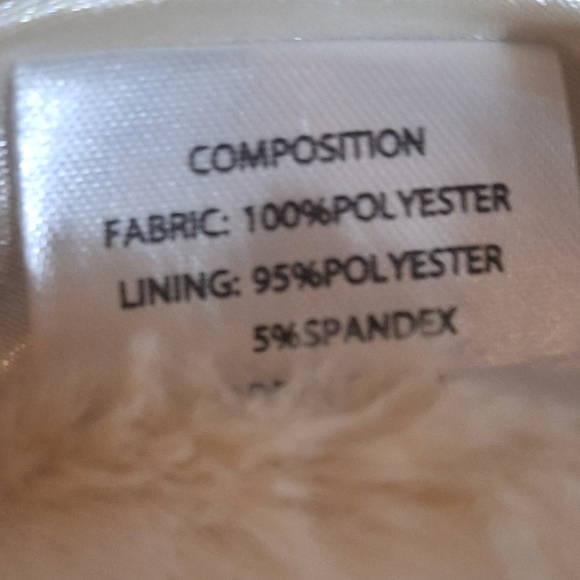 COMPOSITION
FABRIC: 100%POLYESTER
LINING: 95%POLYESTER
5%SPANDEX